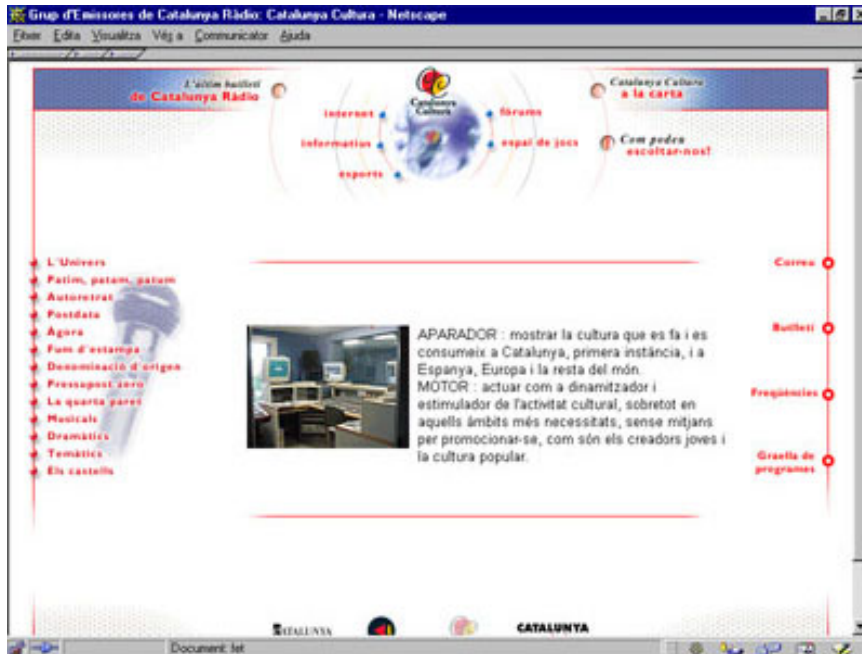 Grup d'Emissores de Catalunya Ràdio: Catalunya Cultura - Netscape
Fitxer Edita Visualitza Vés a Communicator Ajuda
L'últim butlletí
de Catalunya Ràdio
Catalunya Cultura
a la carta
Catalunya
Cultura
internet
fòrums
informatius
espai de jocs
esports
Com podeu
escoltar-nos?
L'Univers
Patim, patam, patum
Autoretrat
Postdata
Àgora
Fum d'estampa
Denominació d'origen
Pressupost zero
La quarta paret
Musicals
Dramàtics
Temàtics
Els castells
APARADOR : mostrar la cultura que es fa i es
consumeix a Catalunya, primera instància, i a
Espanya, Europa i la resta del món.
MOTOR : actuar com a dinamitzador i
estimulador de l'activitat cultural, sobretot en
aquells àmbits més necessitats, sense mitjans
per promocionar-se, com són els creadors joves i
la cultura popular.
Correu
Butlletí
Freqüències
Graella de
programes
CATALUNYA
CATALUNYA
Document: fet